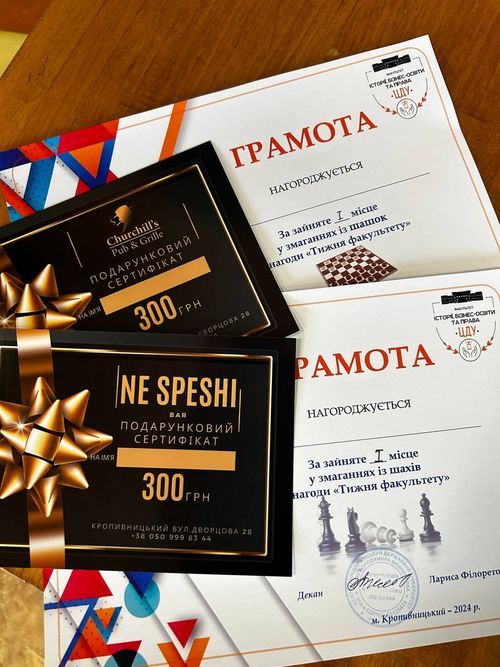 ФАКУЛЬТЕТ
ІСТОРІЇ, БІЗНЕС-ОСВІТИ
ТА ПРАВА
ЦДУ
ГРАМОТА
НАГОРОДЖУЄТЬСЯ
За зайняте I місце
у змаганнях із шашок
нагоди «Тижня факультету»
Churchill's
Pub & Grille
ПОДАРУНКОВИЙ
СЕРТИФІКАТ
НА ІМ'Я
300 ГРН
ДВОРЦОВА 28
ФАКУЛЬТЕТ
ІСТОРІЇ, БІЗНЕС-ОСВІТИ
ТА ПРАВА
ЦДУ
РАМОТА
НАГОРОДЖУЄТЬСЯ
За зайняте I місце
у змаганнях із шахів
нагоди «Тижня факультету»
Декан
Лариса Філорето
м. Кропивницький – 2024 р.
NE SPESHI
BAR
ПОДАРУНКОВИЙ
СЕРТИФІКАТ
НА ІМ'Я
300 ГРН
КРОПИВНИЦЬКИЙ ВУЛ.ДВОРЦОВА 28
+38 050 999 83 44